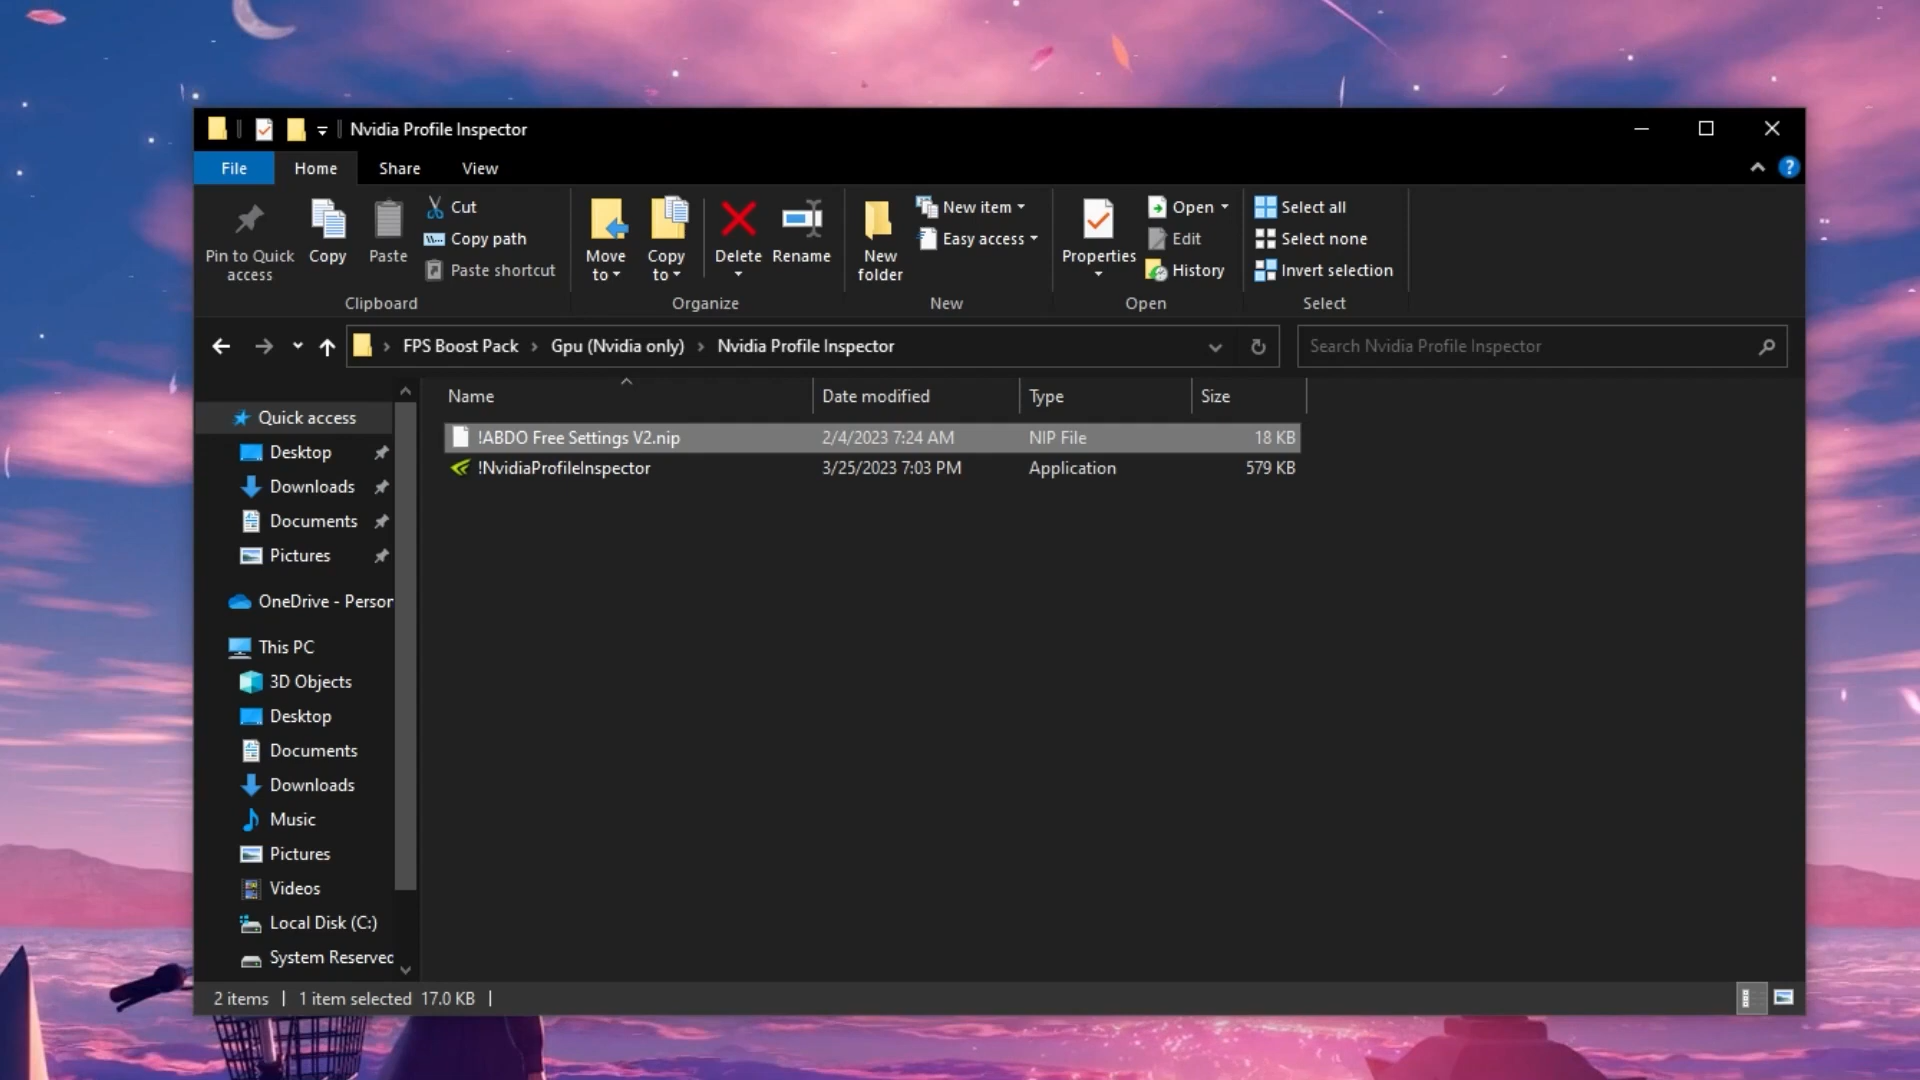 Nvidia Profile Inspector
File Home Share View
Pin to Quick access
Copy
Paste
Cut
Copy path
Paste shortcut
Clipboard
Move to
Copy to
Delete
Rename
Organize
New folder
New item
Easy access
New
Properties
Open
Edit
History
Open
Select all
Select none
Invert selection
Select
FPS Boost Pack › Gpu (Nvidia only) › Nvidia Profile Inspector
Search Nvidia Profile Inspector
Name Date modified Type Size
!ABDO Free Settings V2.nip 2/4/2023 7:24 AM NIP File 18 KB
!NvidiaProfileInspector 3/25/2023 7:03 PM Application 579 KB
Quick access
Desktop
Downloads
Documents
Pictures
OneDrive - Person
This PC
3D Objects
Desktop
Documents
Downloads
Music
Pictures
Videos
Local Disk (C:)
System Reserved
2 items 1 item selected 17.0 KB